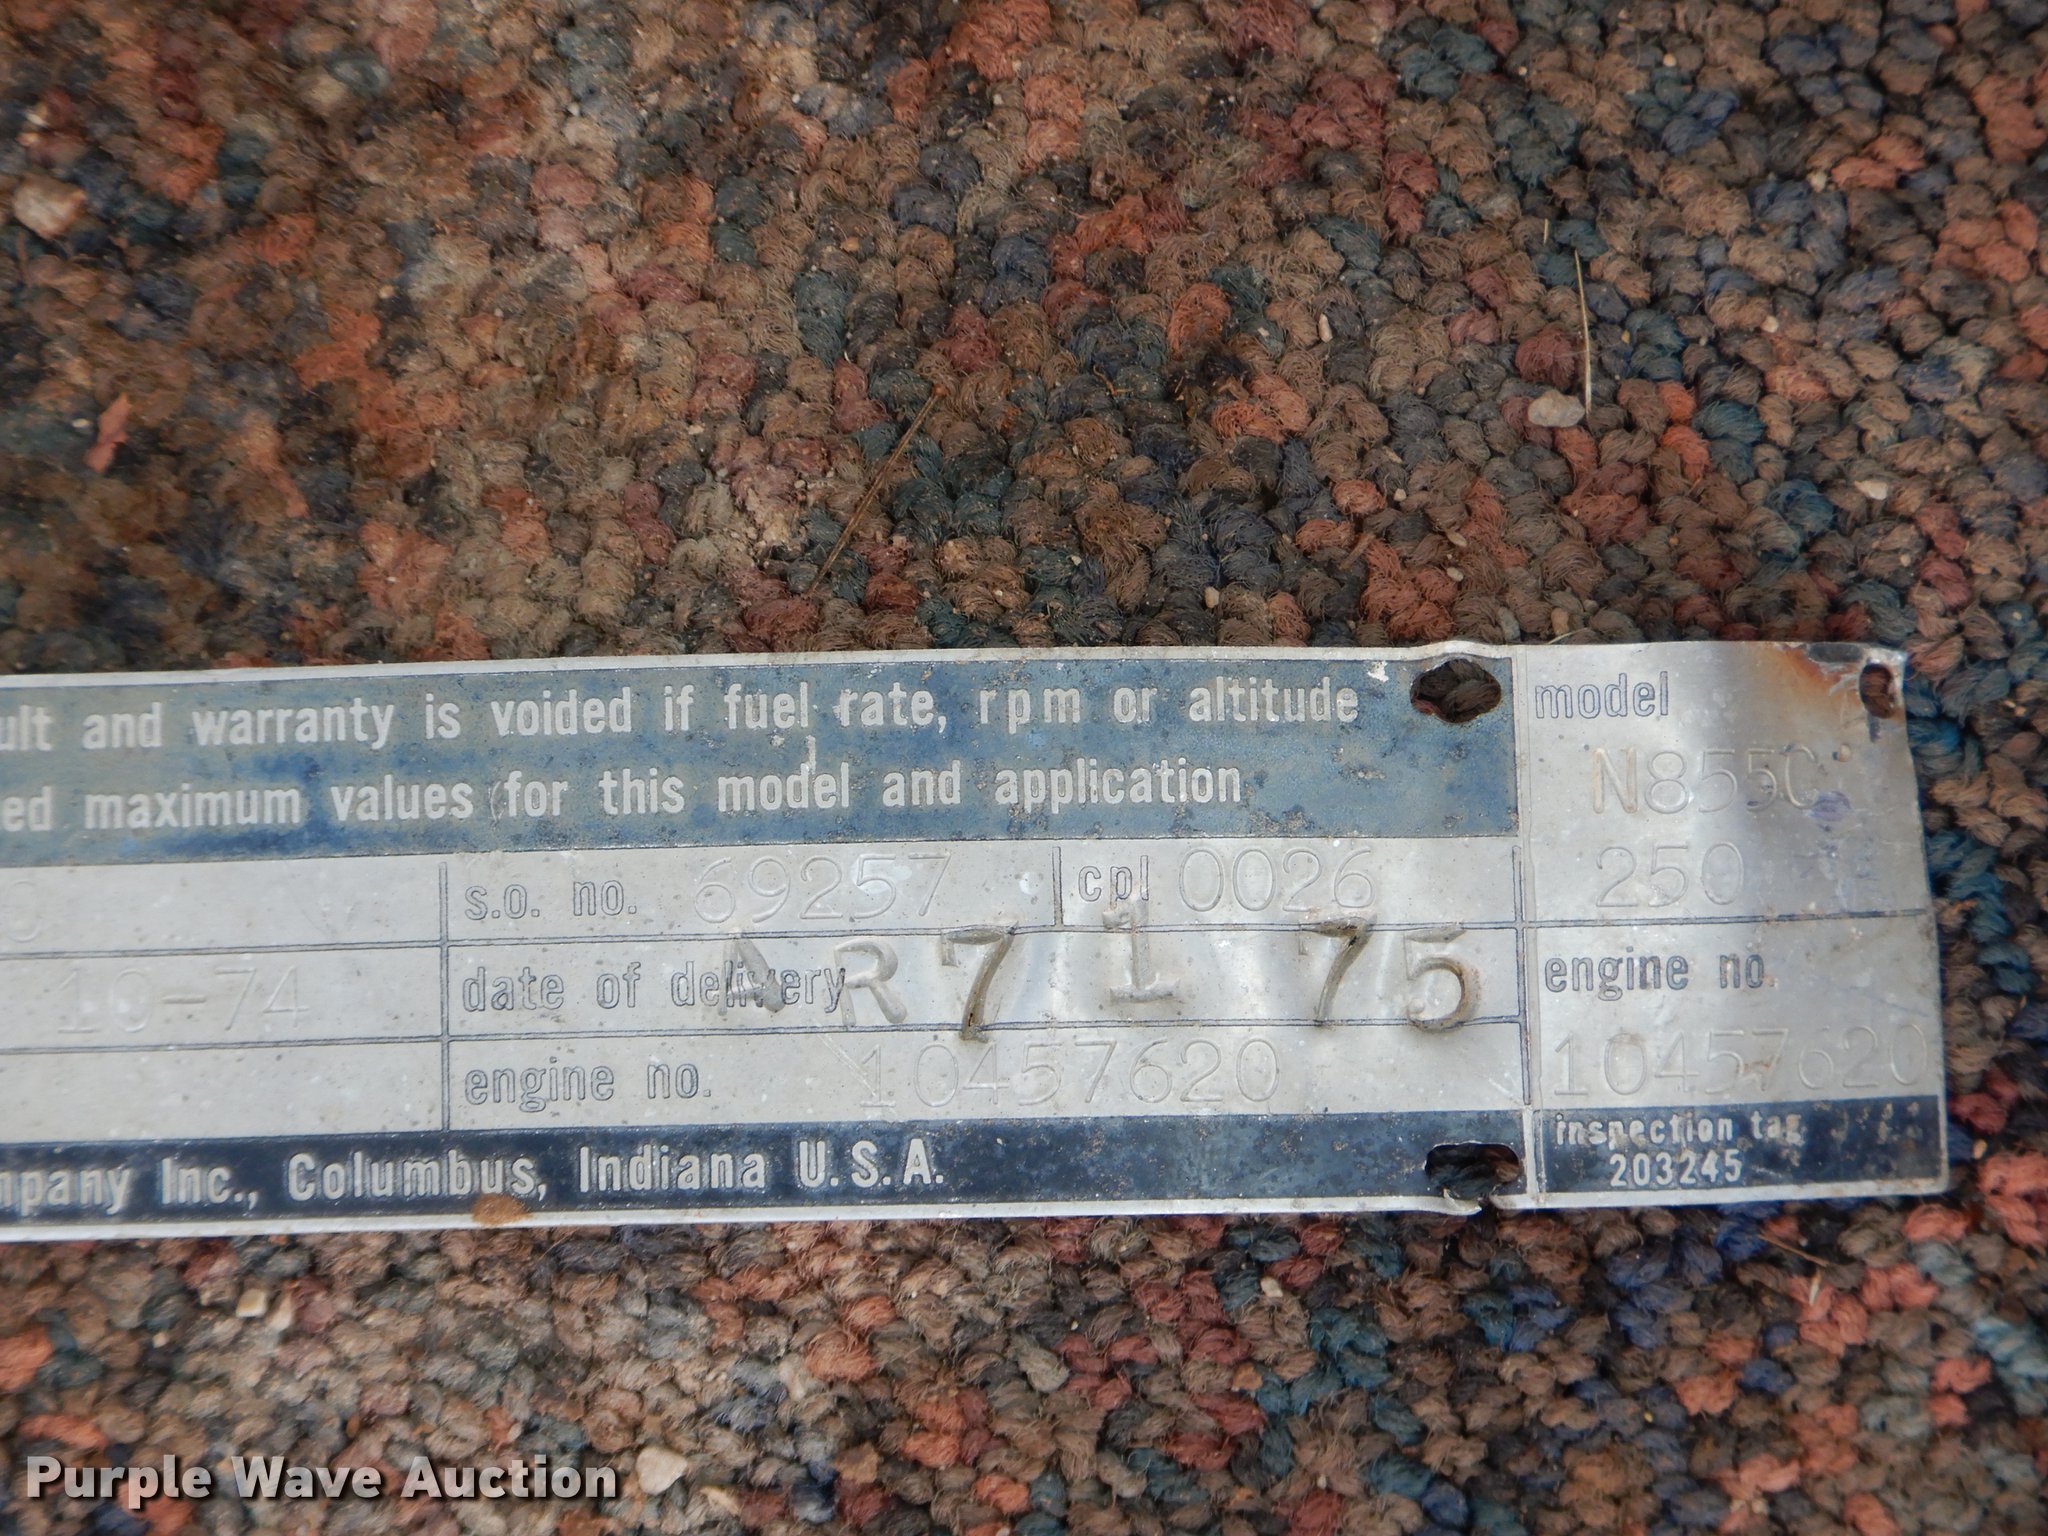 ult and warranty is voided if fuel rate, rpm or altitude
ed maximum values for this model and application
s.o. no. 69257 cpl 0026
10-74 date of delivery AR7 1 75
engine no. 10457620
mpany Inc., Columbus, Indiana U.S.A.
model
N855C
250
engine no.
10457620
inspection tag
203245
Purple Wave Auction